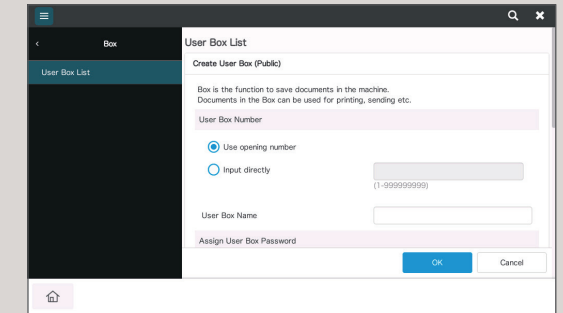 Box
User Box List
User Box List
Create User Box (Public)
Box is the function to save documents in the machine.
Documents in the Box can be used for printing, sending etc.
User Box Number
Use opening number
Input directly
(1-999999999)
User Box Name
Assign User Box Password
OK
Cancel